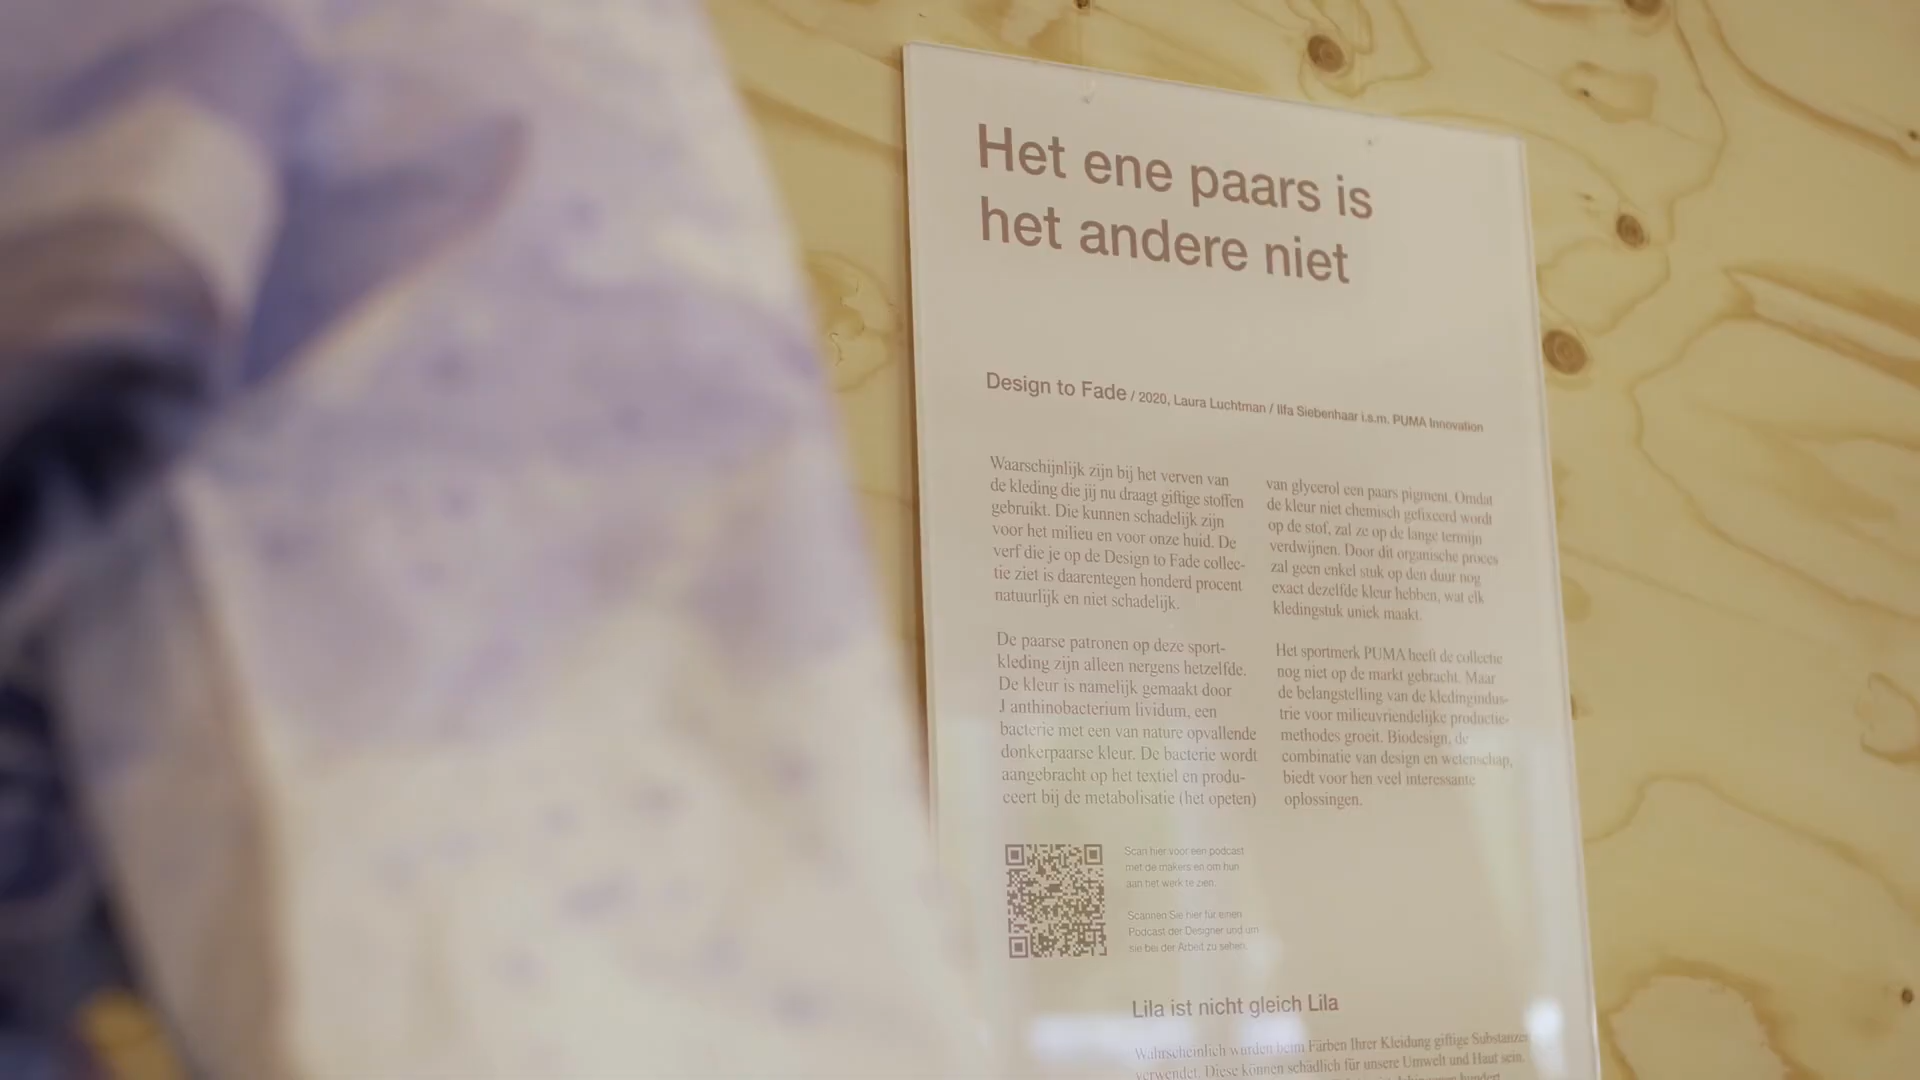 Het ene paars is
het andere niet
Design to Fade / 2020, Laura Luchtman / Ilfa Siebenhaar i.s.m. PUMA Innovation
Waarschijnlijk zijn bij het verven van
de kleding die jij nu draagt giftige stoffen
gebruikt. Die kunnen schadelijk zijn
voor het milieu en voor onze huid. De
verf die je op de Design to Fade collec-
tie ziet is daarentegen honderd procent
natuurlijk en niet schadelijk.
De paarse patronen op deze sport-
kleding zijn alleen nergens hetzelfde.
De kleur is namelijk gemaakt door
J anthinobacterium lividum, een
bacterie met een van nature opvallende
donkerpaarse kleur. De bacterie wordt
aangebracht op het textiel en produ-
ceert bij de metabolisatie (het opeten)
van glycerol een paars pigment. Omdat
de kleur niet chemisch gefixeerd wordt
op de stof, zal ze op de lange termijn
verdwijnen. Door dit organische proces
zal geen enkel stuk op den duur nog
exact dezelfde kleur hebben, wat elk
kledingstuk uniek maakt.
Het sportmerk PUMA heeft de collectie
nog niet op de markt gebracht. Maar
de belangstelling van de kledingindus-
trie voor milieuvriendelijke productie-
methodes groeit. Biodesign, de
combinatie van design en wetenschap,
biedt voor hen veel interessante
oplossingen.
Scan hier voor een podcast
met de makers en om hun
aan het werk te zien.
Scannen Sie hier für einen
Podcast der Designer und um
sie bei der Arbeit zu sehen.
Lila ist nicht gleich Lila
Wahrscheinlich wurden beim Färben Ihrer Kleidung giftige Substanzen
verwendet. Diese können schädlich für unsere Umwelt und Haut sein.
hundert